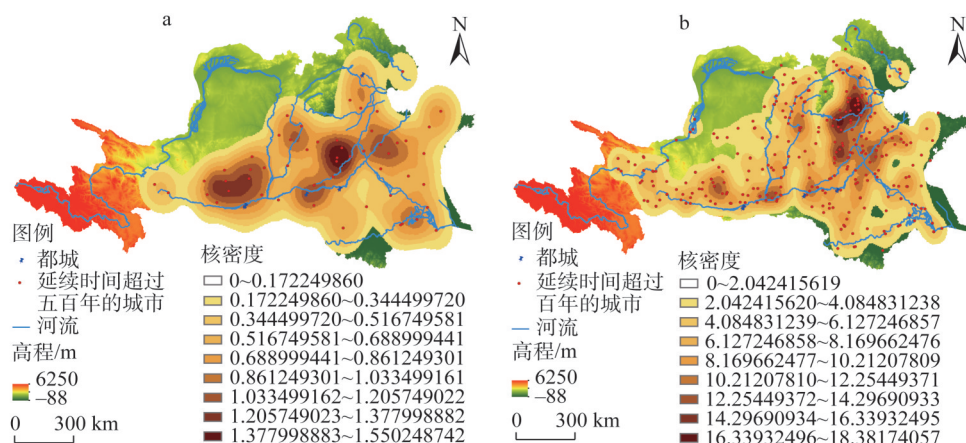 a
N
图例
都城
延续时间超过
五百年的城市
河流
高程/m
6250
–88
0 300 km
核密度
0~0.172249860
0.172249860~0.344499720
0.344499720~0.516749581
0.516749581~0.688999441
0.688999441~0.861249301
0.861249301~1.033499161
1.033499162~1.205749022
1.205749023~1.377998882
1.377998883~1.550248742
b
N
图例
都城
延续时间超过
百年的城市
河流
高程/m
6250
–88
0 300 km
核密度
0~2.042415619
2.042415620~4.084831238
4.084831239~6.127246857
6.127246858~8.169662476
8.169662477~10.21207809
10.21207810~12.25449371
12.25449372~14.29690933
14.29690934~16.33932495
16.33932496~18.38174057